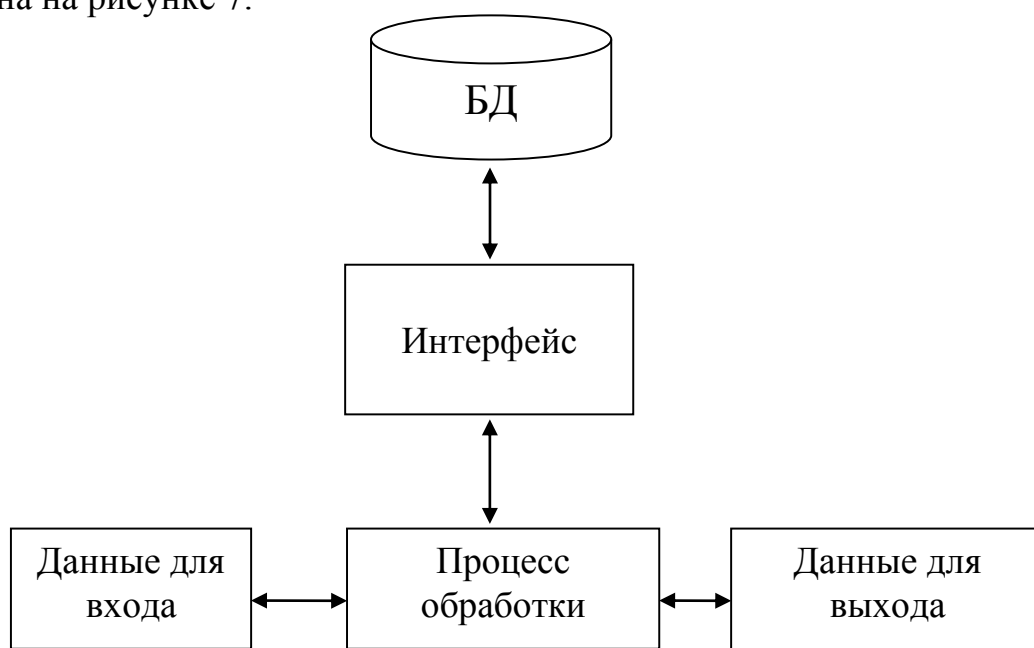 на на рисунке 7.
БД
Интерфейс
Данные для
входа
Процесс
обработки
Данные для
выхода